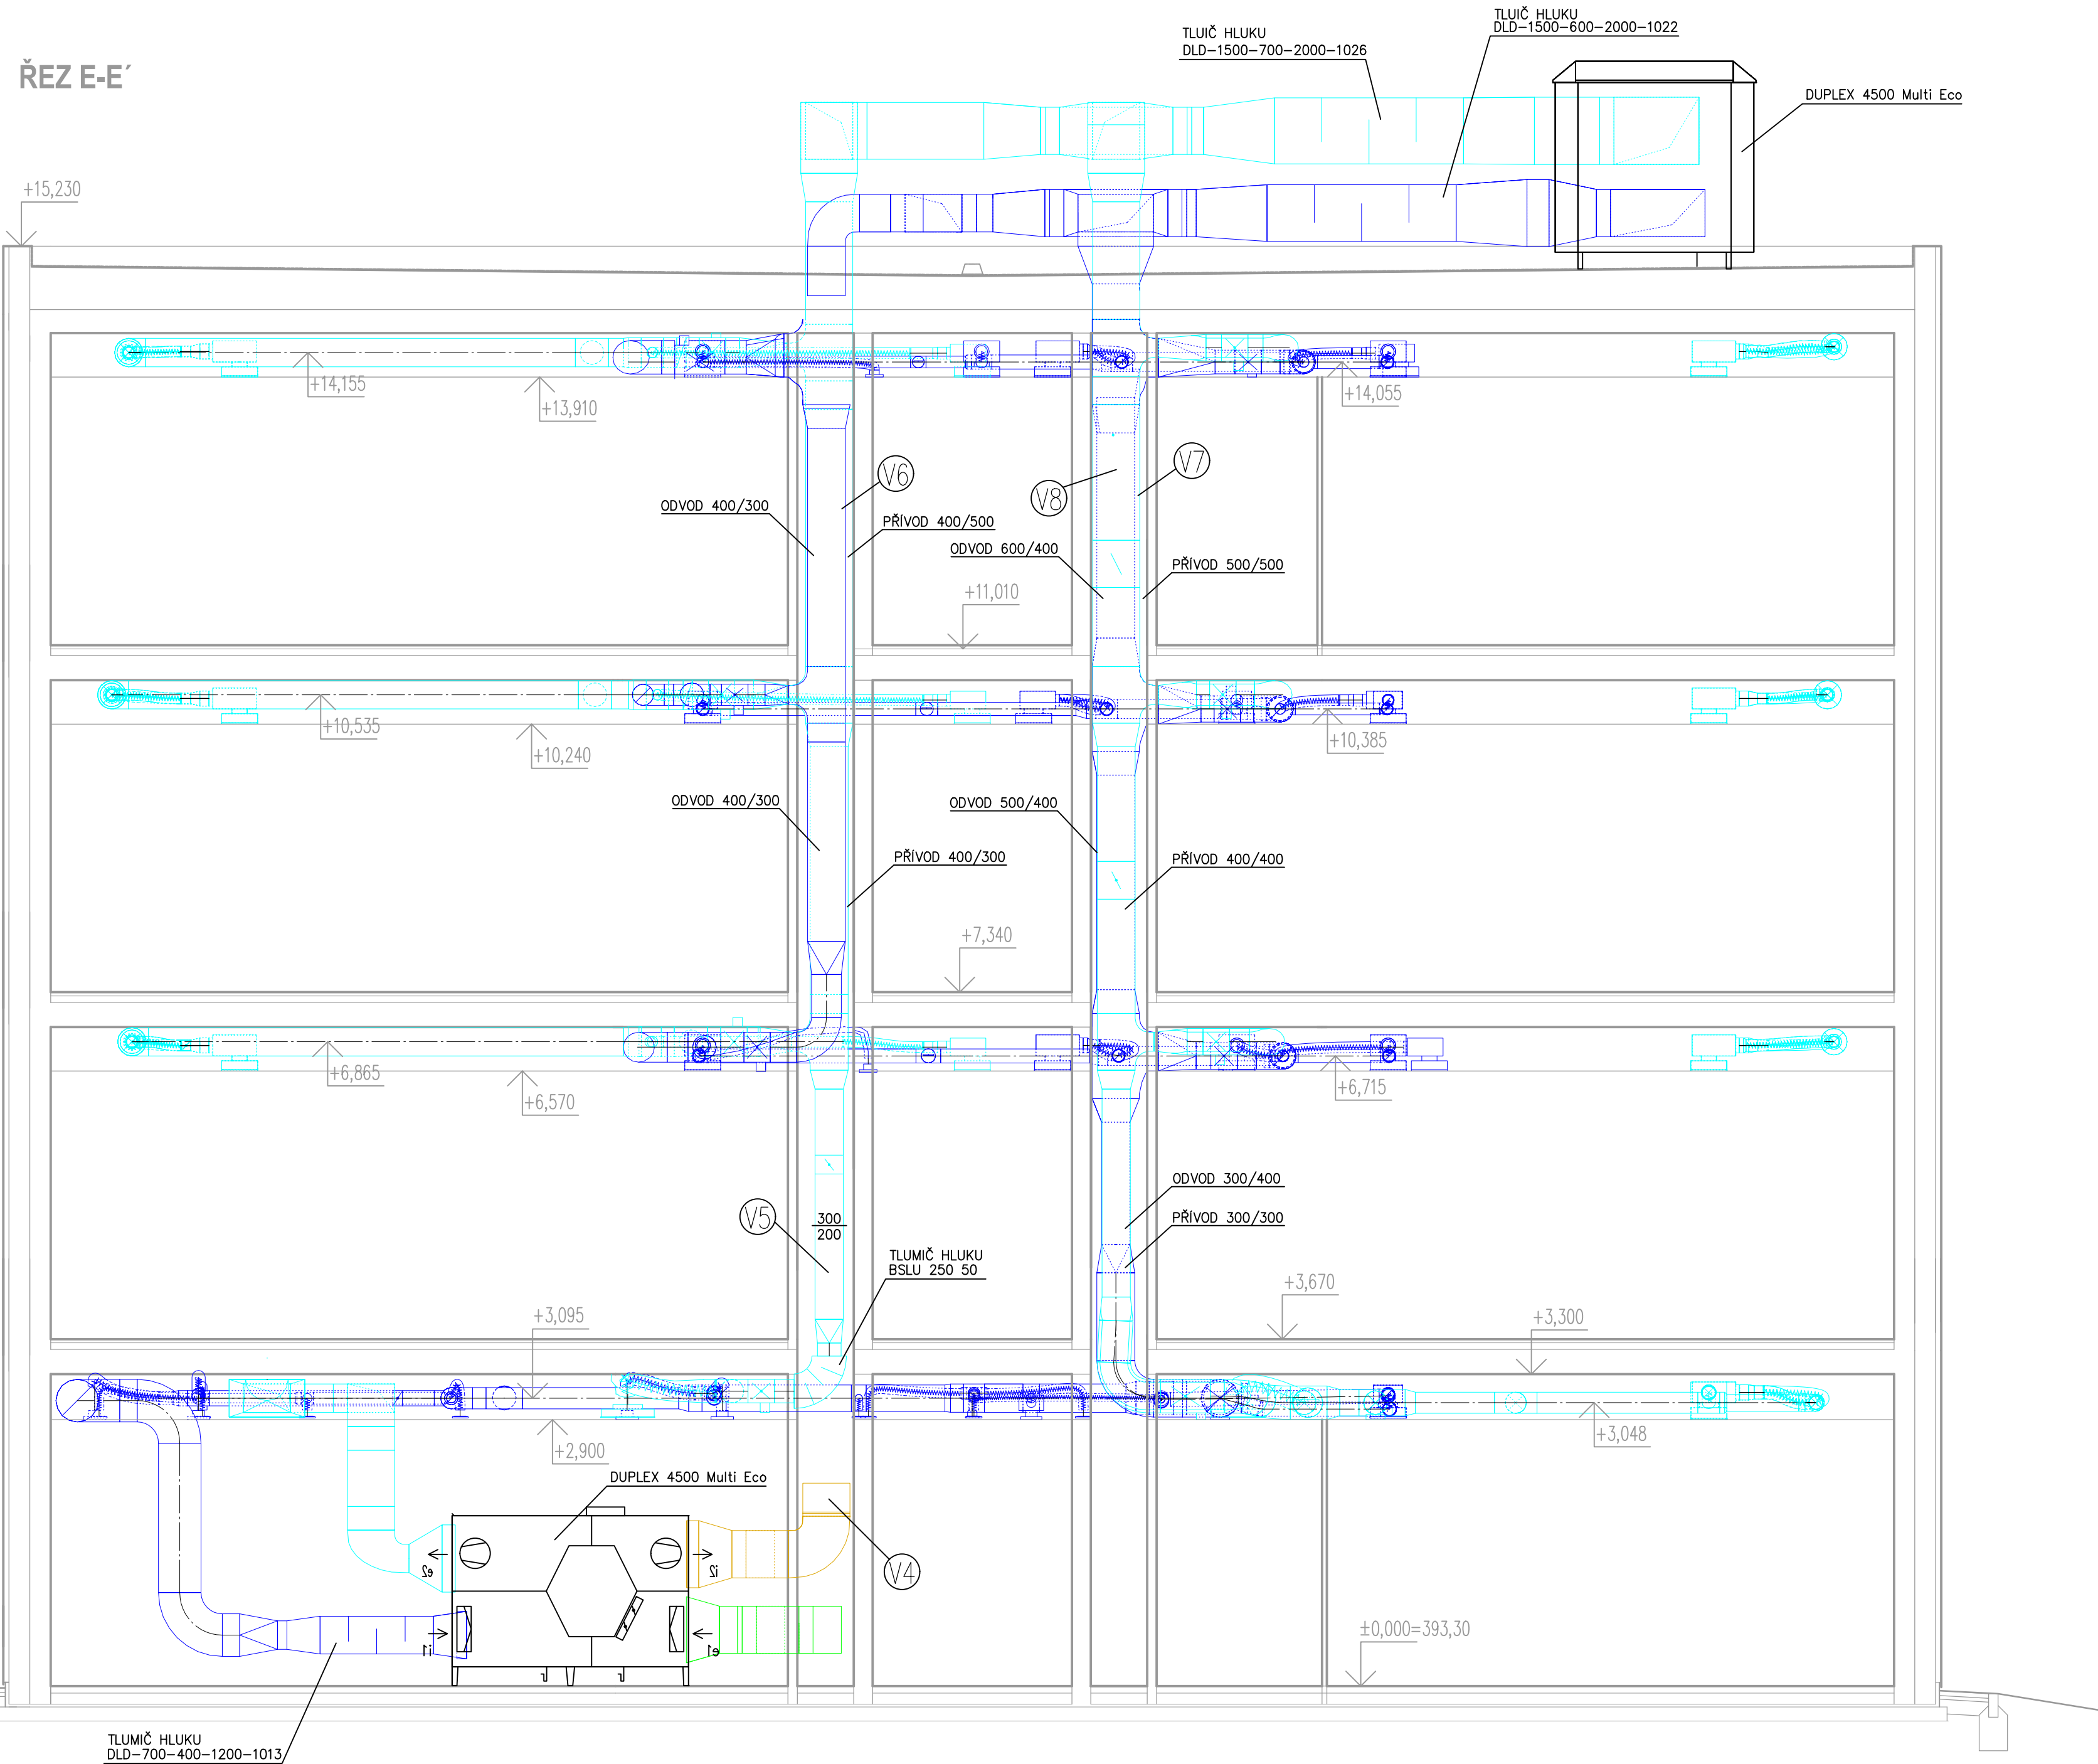 ŘEZ E-E´
TLUIČ HLUKU
DLD-1500-700-2000-1026
TLUIČ HLUKU
DLD-1500-600-2000-1022
DUPLEX 4500 Multi Eco
+15,230
+14,155
+13,910
+14,055
V6
V8
V7
ODVOD 400/300
PŘÍVOD 400/500
ODVOD 600/400
PŘÍVOD 500/500
+11,010
+10,535
+10,240
+10,385
ODVOD 400/300
PŘÍVOD 400/300
ODVOD 500/400
PŘÍVOD 400/400
+7,340
+6,865
+6,570
+6,715
V5
300
200
ODVOD 300/400
PŘÍVOD 300/300
TLUMIČ HLUKU
BSLU 250 50
+3,670
+3,095
+3,300
+2,900
+3,048
DUPLEX 4500 Multi Eco
e2
i2
V4
i1
e1
±0,000=393,30
TLUMIČ HLUKU
DLD-700-400-1200-1013